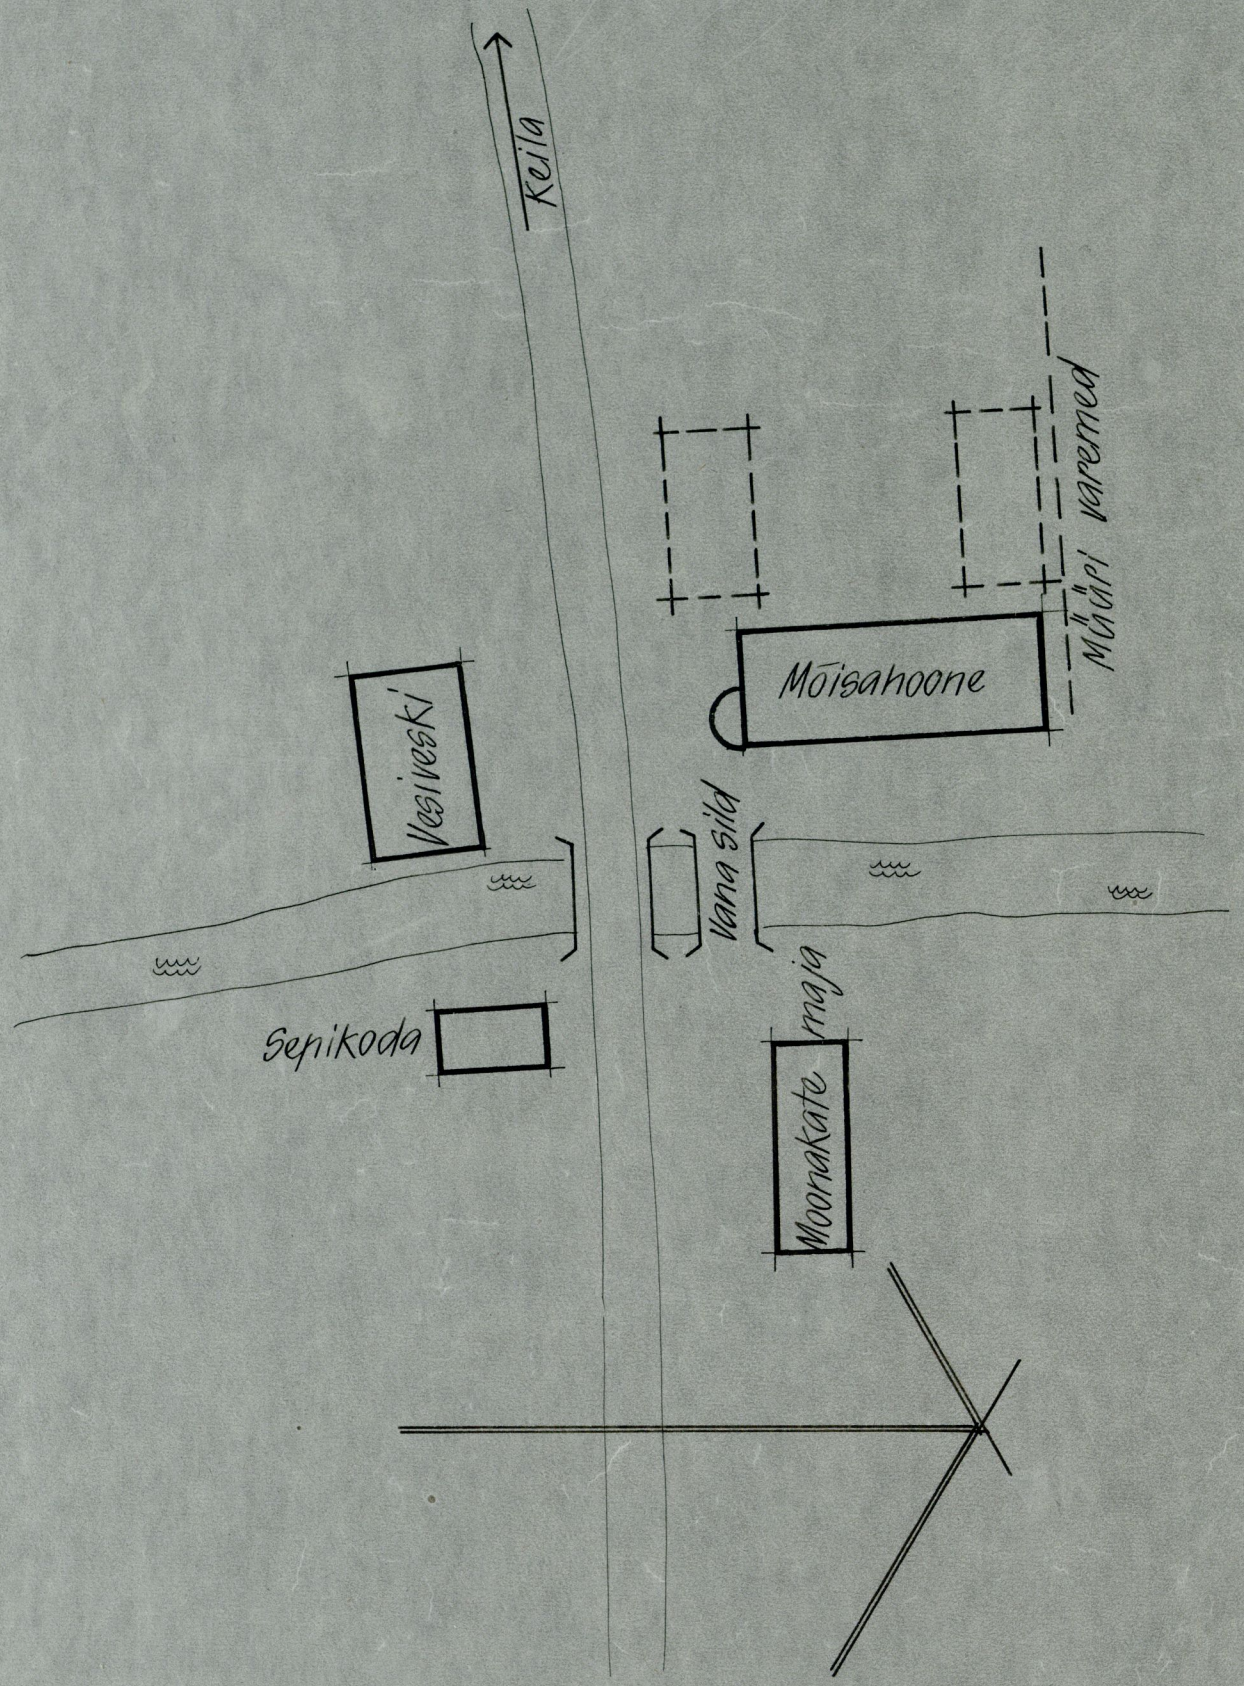 Keila
Müüri varemed
Mõisahoone
Vesiveski
Vana sild
Sepikoda
Moonakate maja